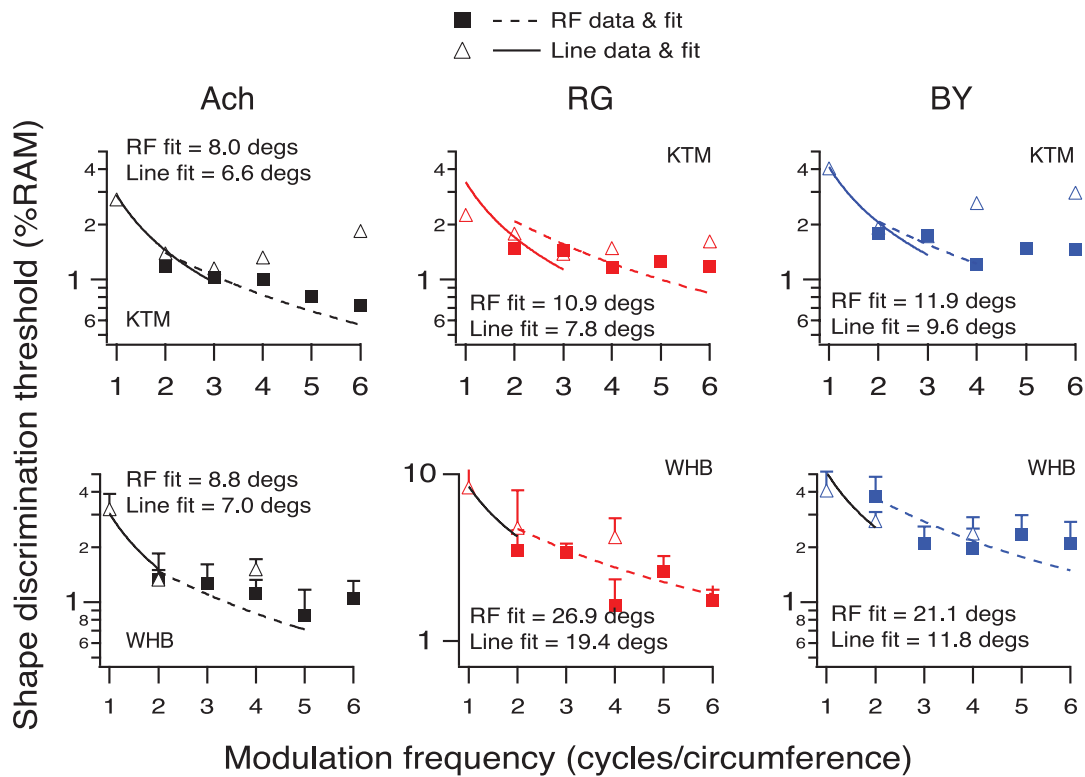 RF data & fit
Line data & fit
Ach
RG
BY
Shape discrimination threshold (%RAM)
RF fit = 8.0 degs
Line fit = 6.6 degs
KTM
4
2
1
8
6
1 2 3 4 5 6
KTM
RF fit = 10.9 degs
Line fit = 7.8 degs
4
2
1
8
6
1 2 3 4 5 6
KTM
RF fit = 11.9 degs
Line fit = 9.6 degs
4
2
1
8
6
1 2 3 4 5 6
RF fit = 8.8 degs
Line fit = 7.0 degs
WHB
4
2
1
8
6
1 2 3 4 5 6
WHB
RF fit = 26.9 degs
Line fit = 19.4 degs
10
1
1 2 3 4 5 6
WHB
RF fit = 21.1 degs
Line fit = 11.8 degs
4
2
1
8
6
1 2 3 4 5 6
Modulation frequency (cycles/circumference)